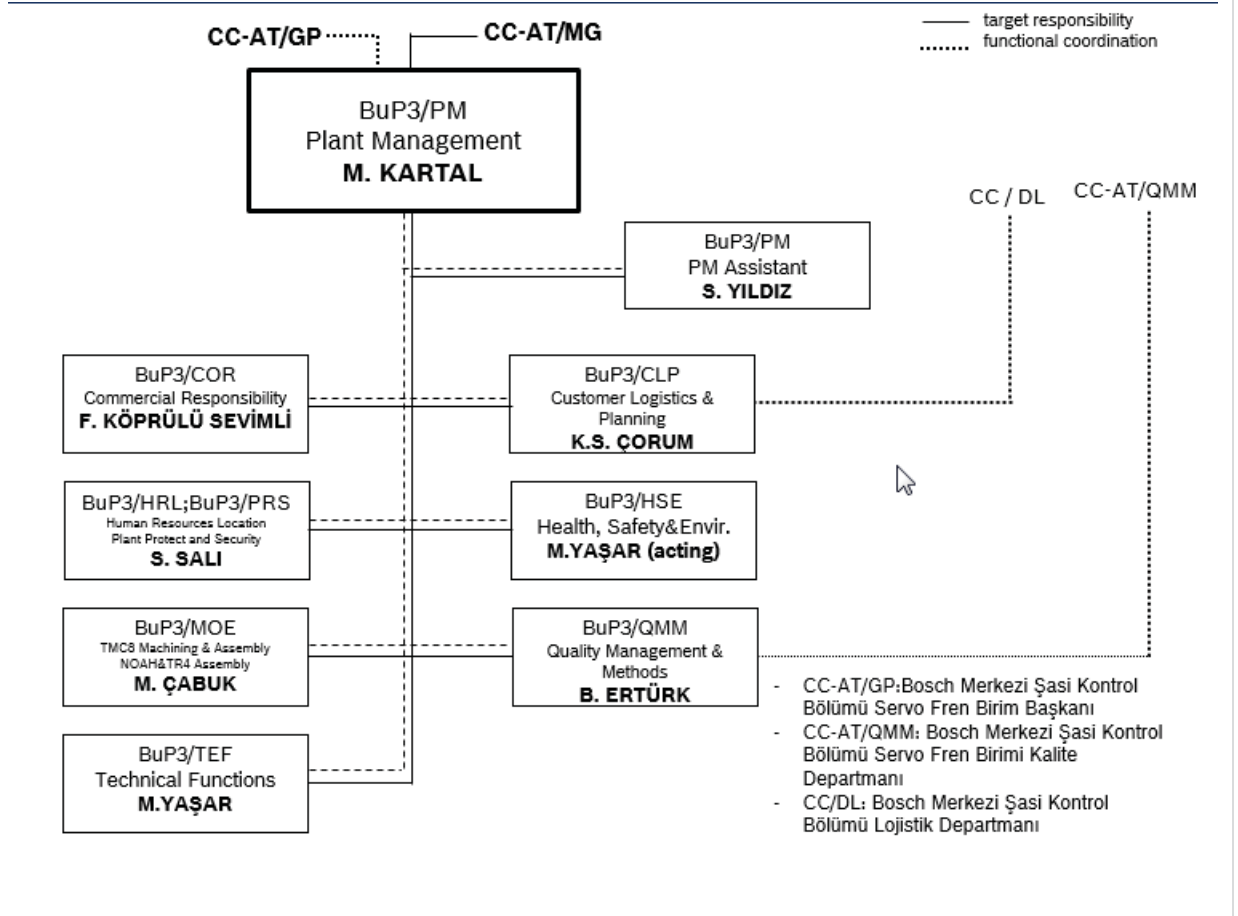 CC-AT/GP
CC-AT/MG
target responsibility
functional coordination
BuP3/PM
Plant Management
M. KARTAL
CC / DL
CC-AT/QMM
BuP3/PM
PM Assistant
S. YILDIZ
BuP3/COR
Commercial Responsibility
F. KÖPRÜLÜ SEVİMLİ
BuP3/CLP
Customer Logistics &
Planning
K.S. ÇORUM
BuP3/HRL;BuP3/PRS
Human Resources Location
Plant Protect and Security
S. SALI
BuP3/HSE
Health, Safety&Envir.
M.YAŞAR (acting)
BuP3/MOE
TMC8 Machining & Assembly
NOAH&TR4 Assembly
M. ÇABUK
BuP3/QMM
Quality Management &
Methods
B. ERTÜRK
BuP3/TEF
Technical Functions
M.YAŞAR
- CC-AT/GP:Bosch Merkezi Şasi Kontrol
Bölümü Servo Fren Birim Başkanı
- CC-AT/QMM: Bosch Merkezi Şasi Kontrol
Bölümü Servo Fren Birimi Kalite
Departmanı
- CC/DL: Bosch Merkezi Şasi Kontrol
Bölümü Lojistik Departmanı